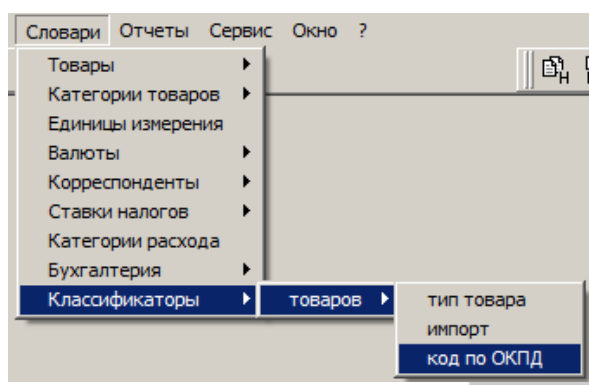 Словари Отчеты Сервис Окно ?
Товары
Категории товаров
Единицы измерения
Валюты
Корреспонденты
Ставки налогов
Категории расхода
Бухгалтерия
Классификаторы товаров тип товара
импорт
код по ОКПД